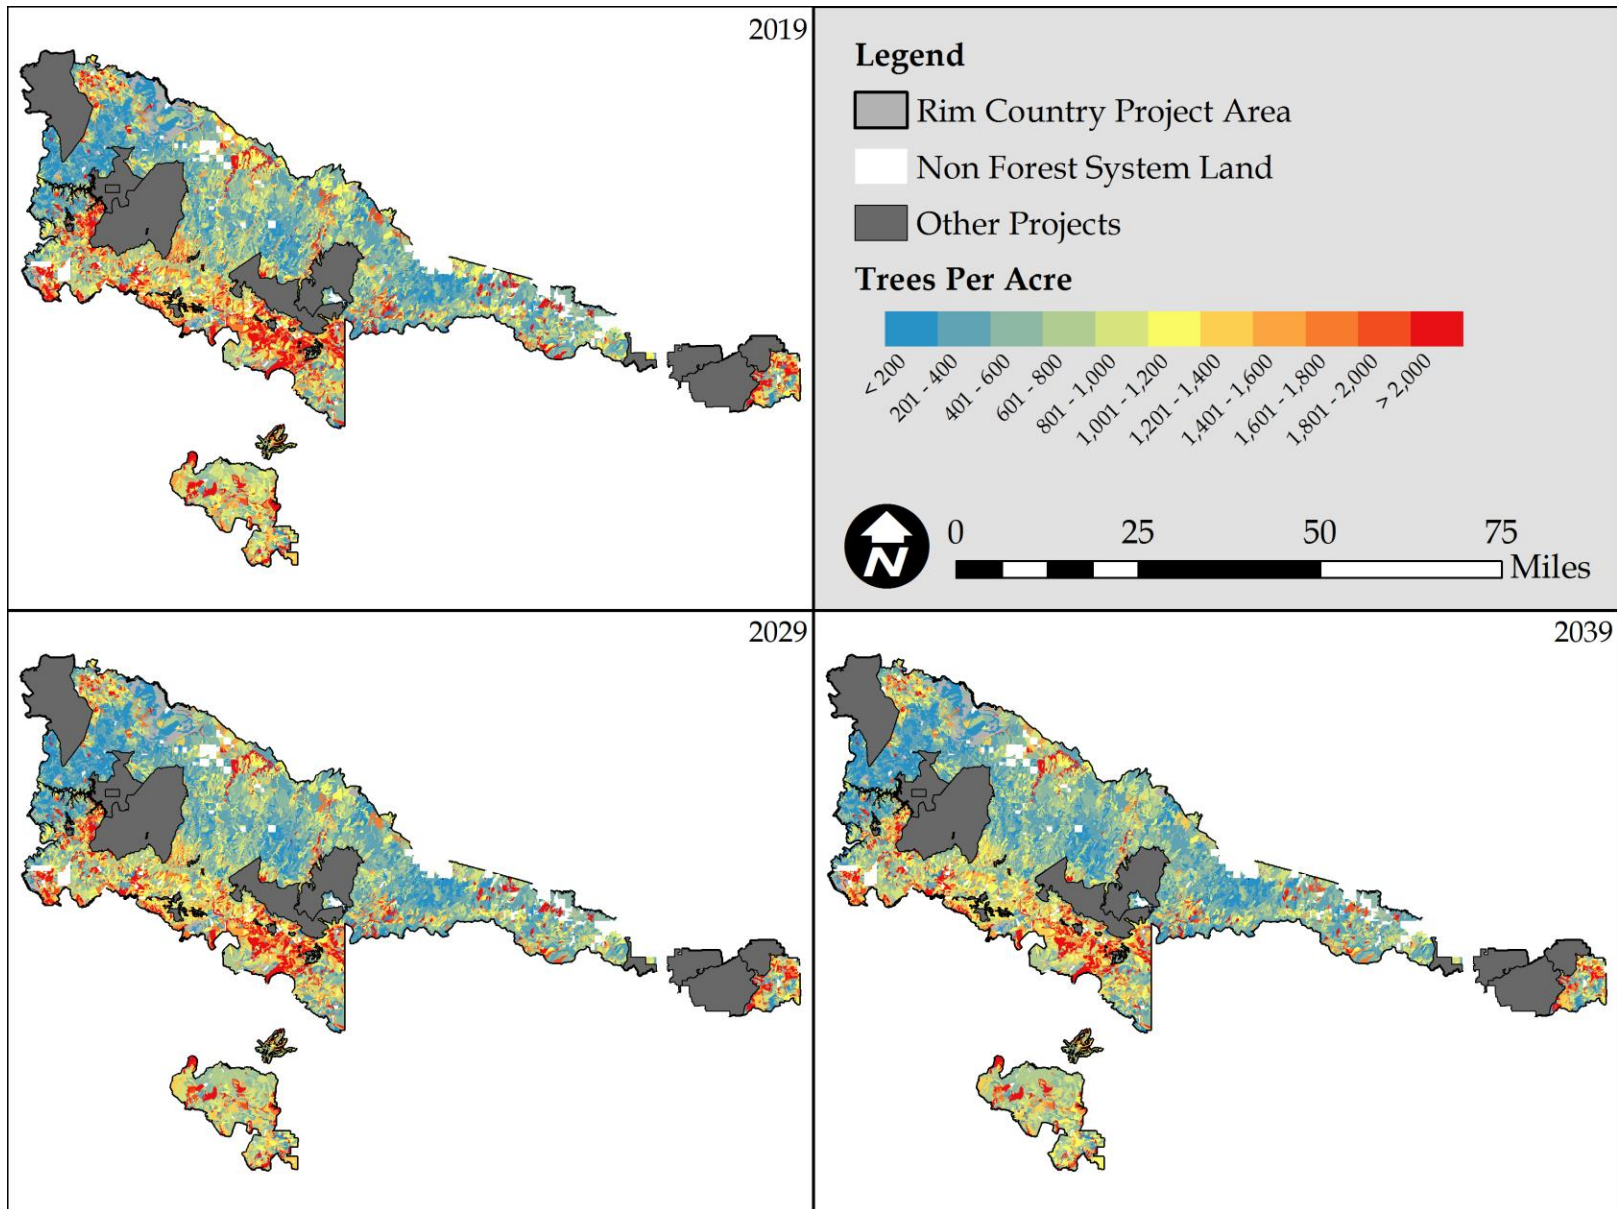 2019
Legend
Rim Country Project Area
Non Forest System Land
Other Projects
Trees Per Acre
< 200
201 - 400
401 - 600
601 - 800
801 - 1,000
1,001 - 1,200
1,201 - 1,400
1,401 - 1,600
1,601 - 1,800
1,801 - 2,000
> 2,000
N
0 25 50 75
Miles
2029
2039